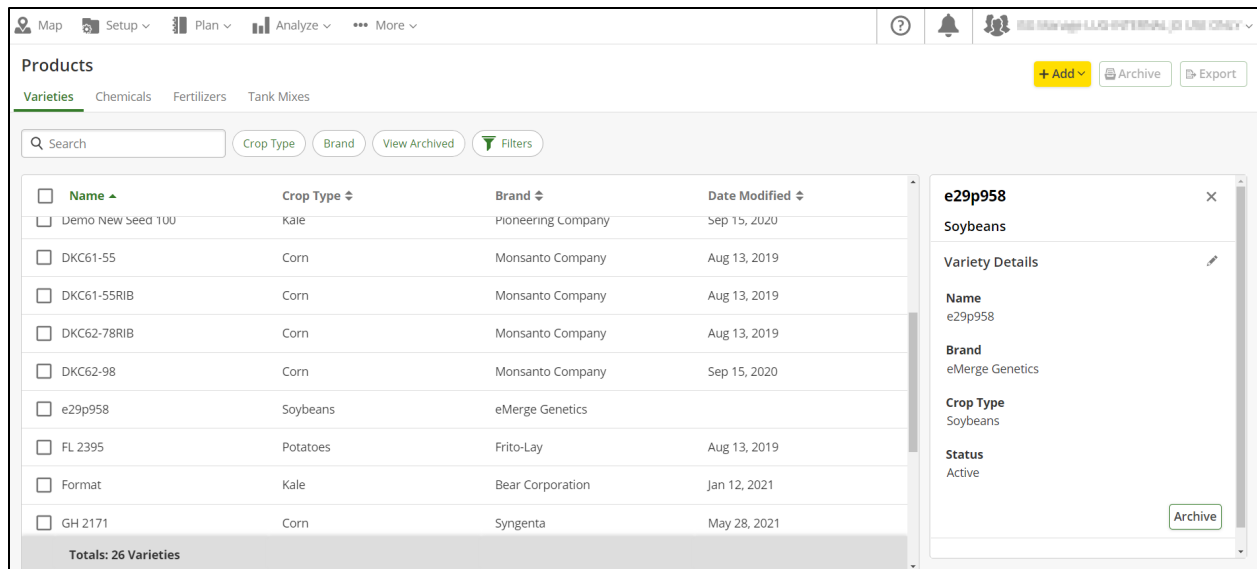 Map Setup Plan Analyze More
Products
+ Add Archive Export
Varieties Chemicals Fertilizers Tank Mixes
Search Crop Type Brand View Archived Filters
Name Crop Type Brand Date Modified
Demo New Seed 100 Kale Pioneering Company Sep 15, 2020
DKC61-55 Corn Monsanto Company Aug 13, 2019
DKC61-55RIB Corn Monsanto Company Aug 13, 2019
DKC62-78RIB Corn Monsanto Company Aug 13, 2019
DKC62-98 Corn Monsanto Company Sep 15, 2020
e29p958 Soybeans eMerge Genetics
FL 2395 Potatoes Frito-Lay Aug 13, 2019
Format Kale Bear Corporation Jan 12, 2021
GH 2171 Corn Syngenta May 28, 2021
Totals: 26 Varieties
e29p958
Soybeans
Variety Details
Name
e29p958
Brand
eMerge Genetics
Crop Type
Soybeans
Status
Active
Archive